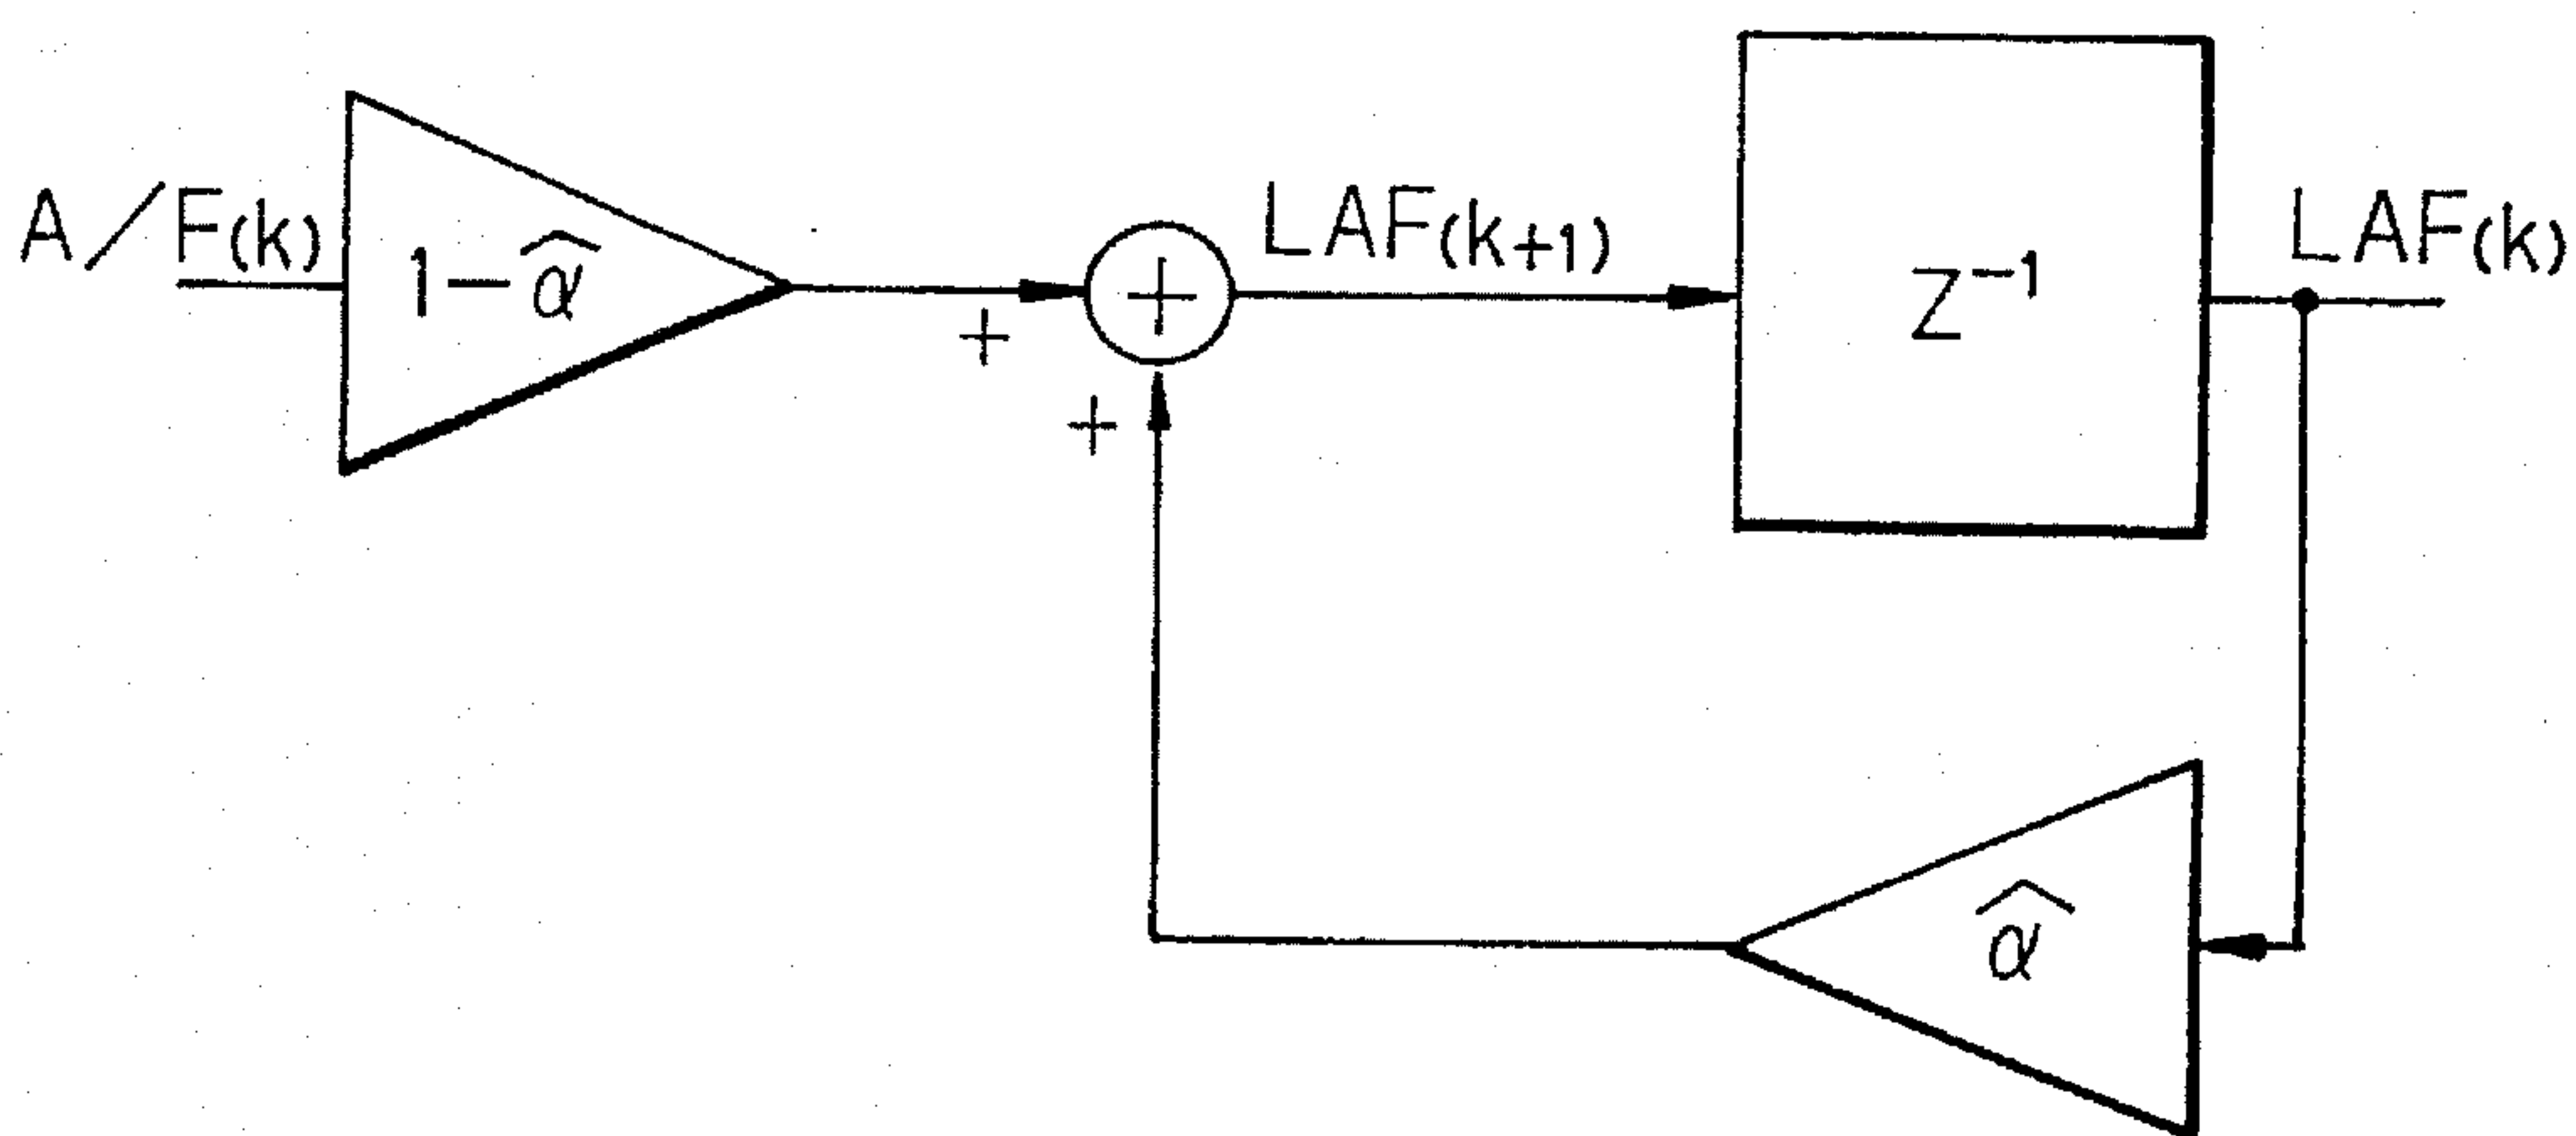 A/F(k)
1-α̂
+
+
+
LAF(k+1)
Z⁻¹
LAF(k)
α̂